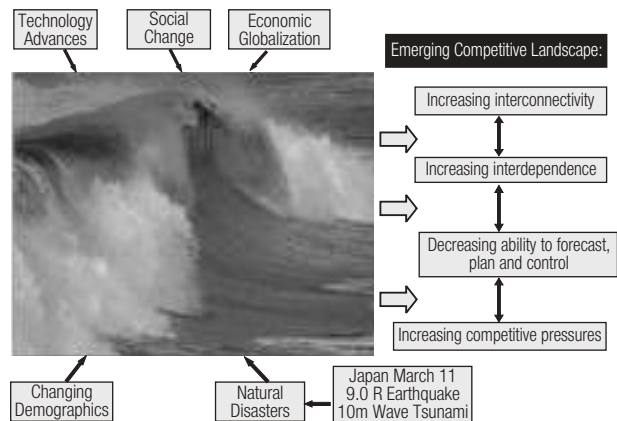 Technology
Advances
Social
Change
Economic
Globalization
Emerging Competitive Landscape:
Increasing interconnectivity
Increasing interdependence
Decreasing ability to forecast,
plan and control
Increasing competitive pressures
Changing
Demographics
Natural
Disasters
Japan March 11
9.0 R Earthquake
10m Wave Tsunami